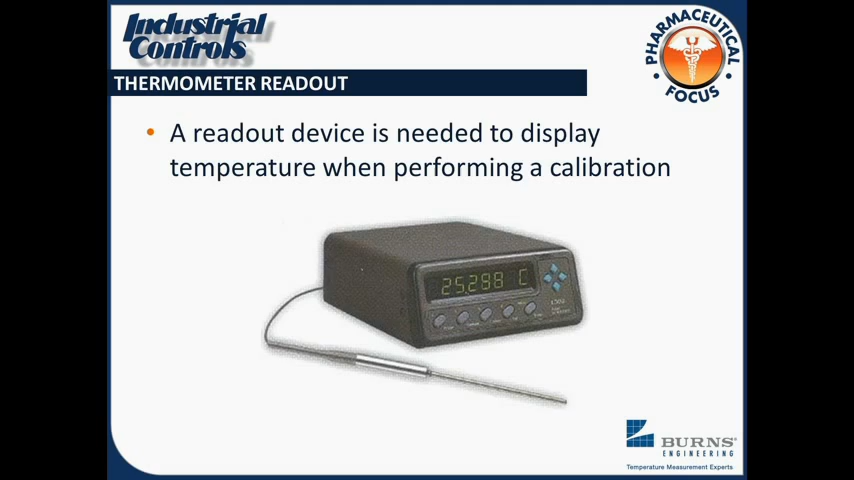 Industrial
Controls
PHARMACEUTICAL
FOCUS
THERMOMETER READOUT
• A readout device is needed to display
temperature when performing a calibration
25.298 C
BURNS®
ENGINEERING
Temperature Measurement Experts